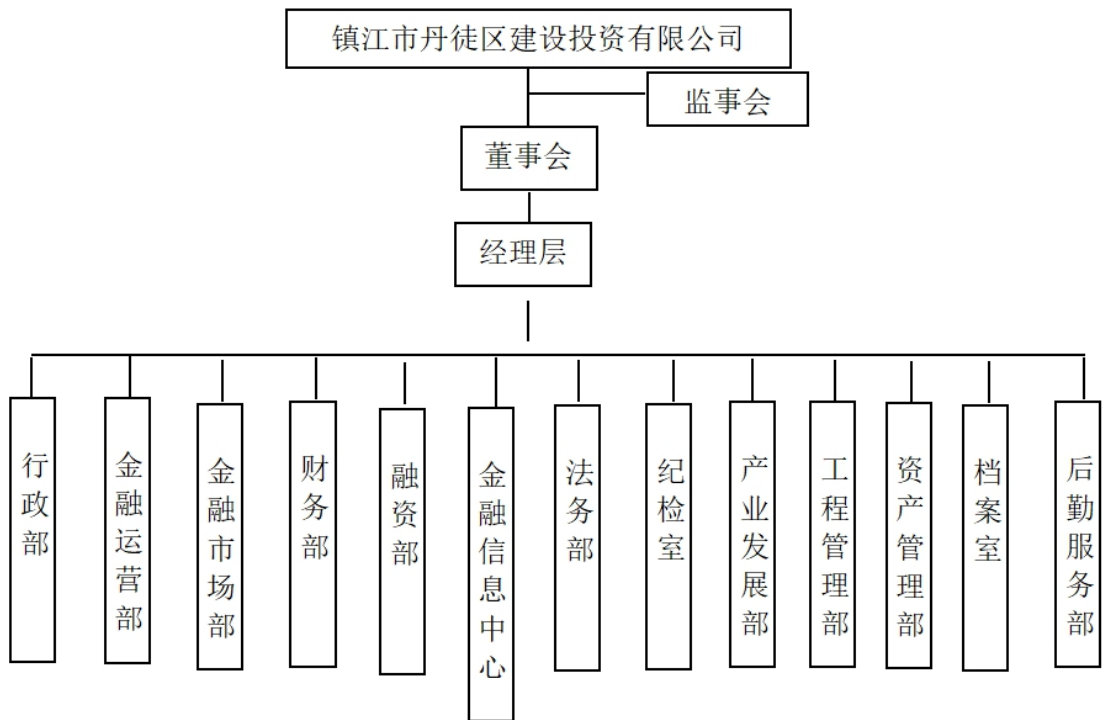 镇江市丹徒区建设投资有限公司
监事会
董事会
经理层
行政部
金融运营部
金融市场部
财务部
融资部
金融信息中心
法务部
纪检室
产业发展部
工程管理部
资产管理部
档案室
后勤服务部